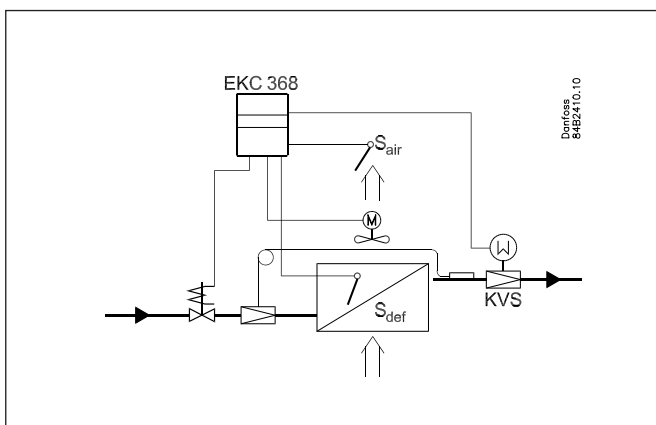 EKC 368
Danfoss
84B2410.10
Sair
M
M
Sdef
KVS